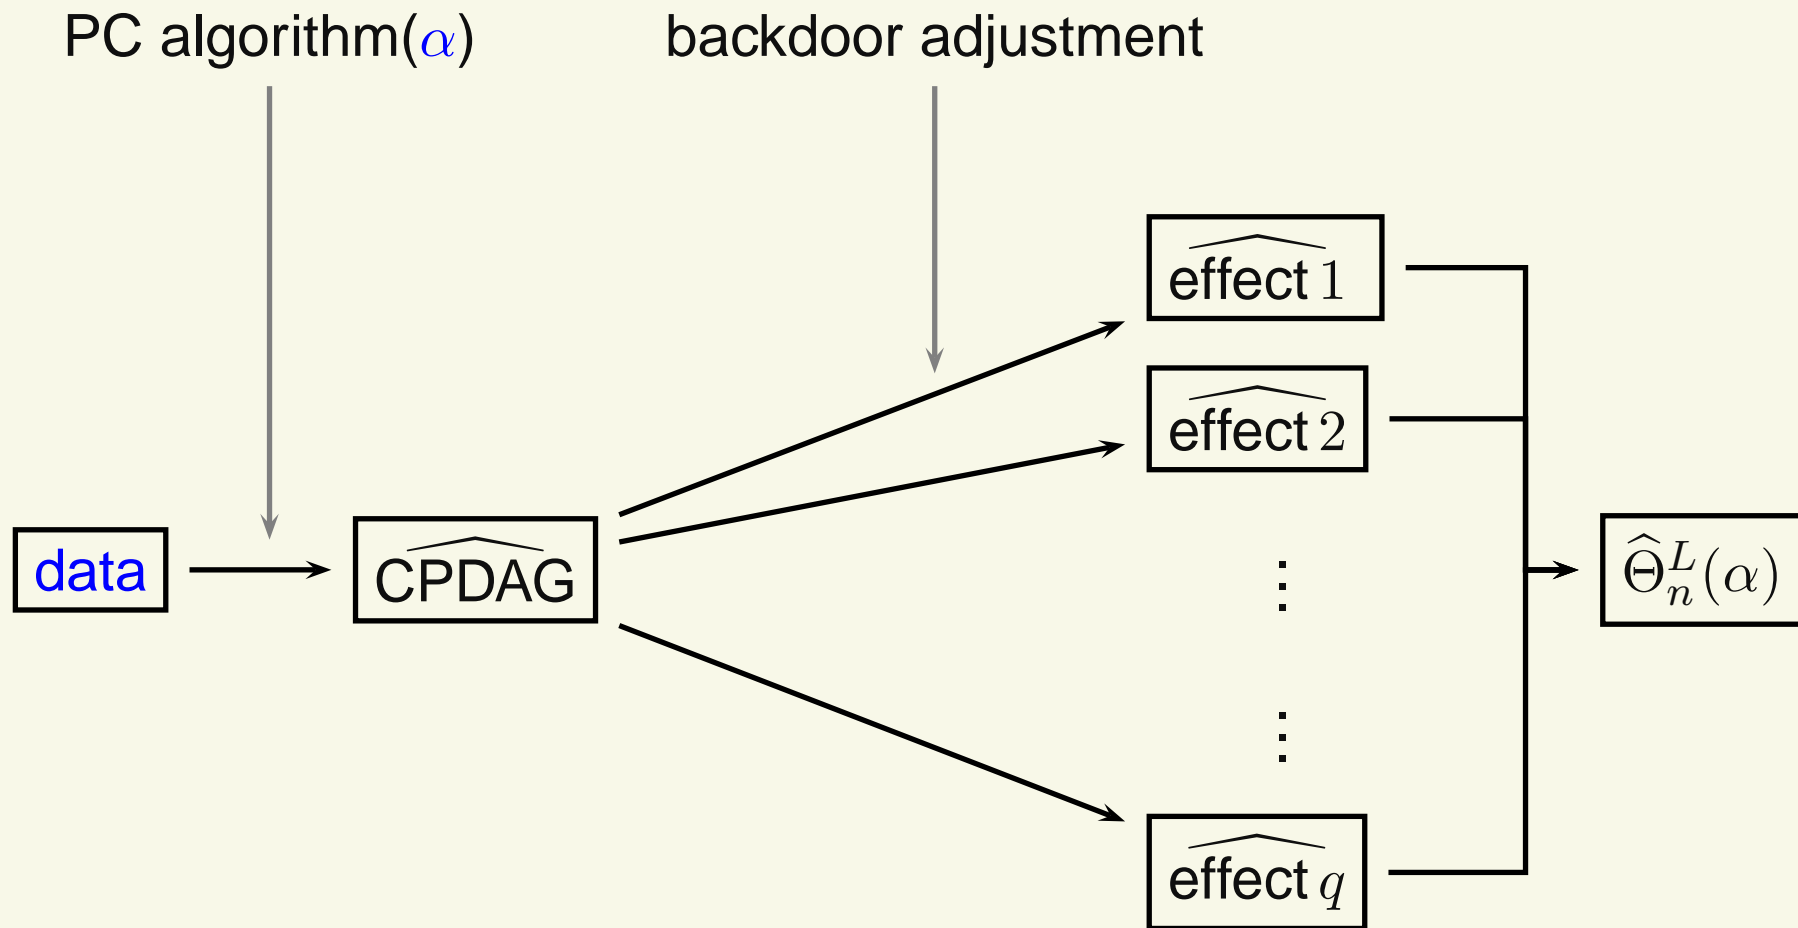 PC algorithm(α)
backdoor adjustment
effect 1
effect 2
data
CPDAG
⋮
Θ̂ₙᴸ(α)
⋮
effect q